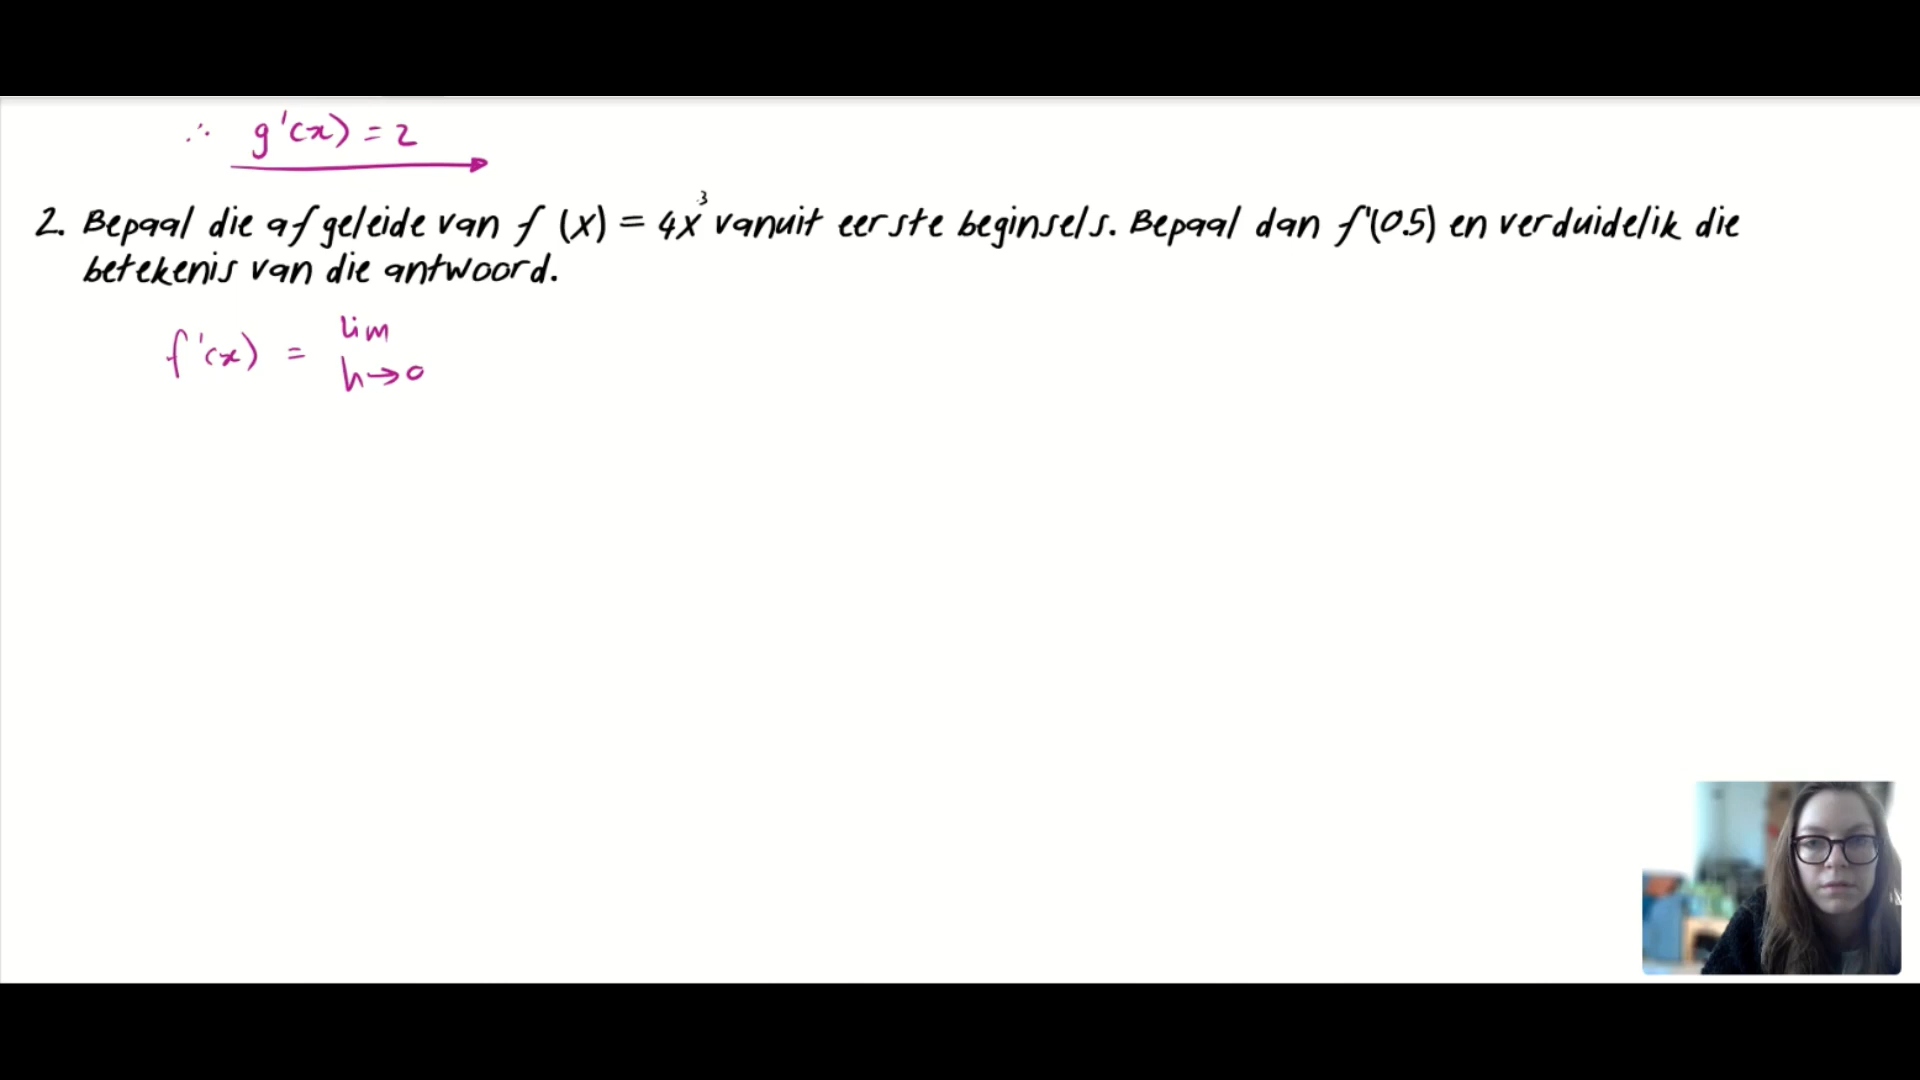 ∴ g'(x) = 2
2. Bepaal die afgeleide van f (x) = 4x³ vanuit eerste beginsels. Bepaal dan f'(0.5) en verduidelik die
betekenis van die antwoord.
f'(x) = lim
h→0